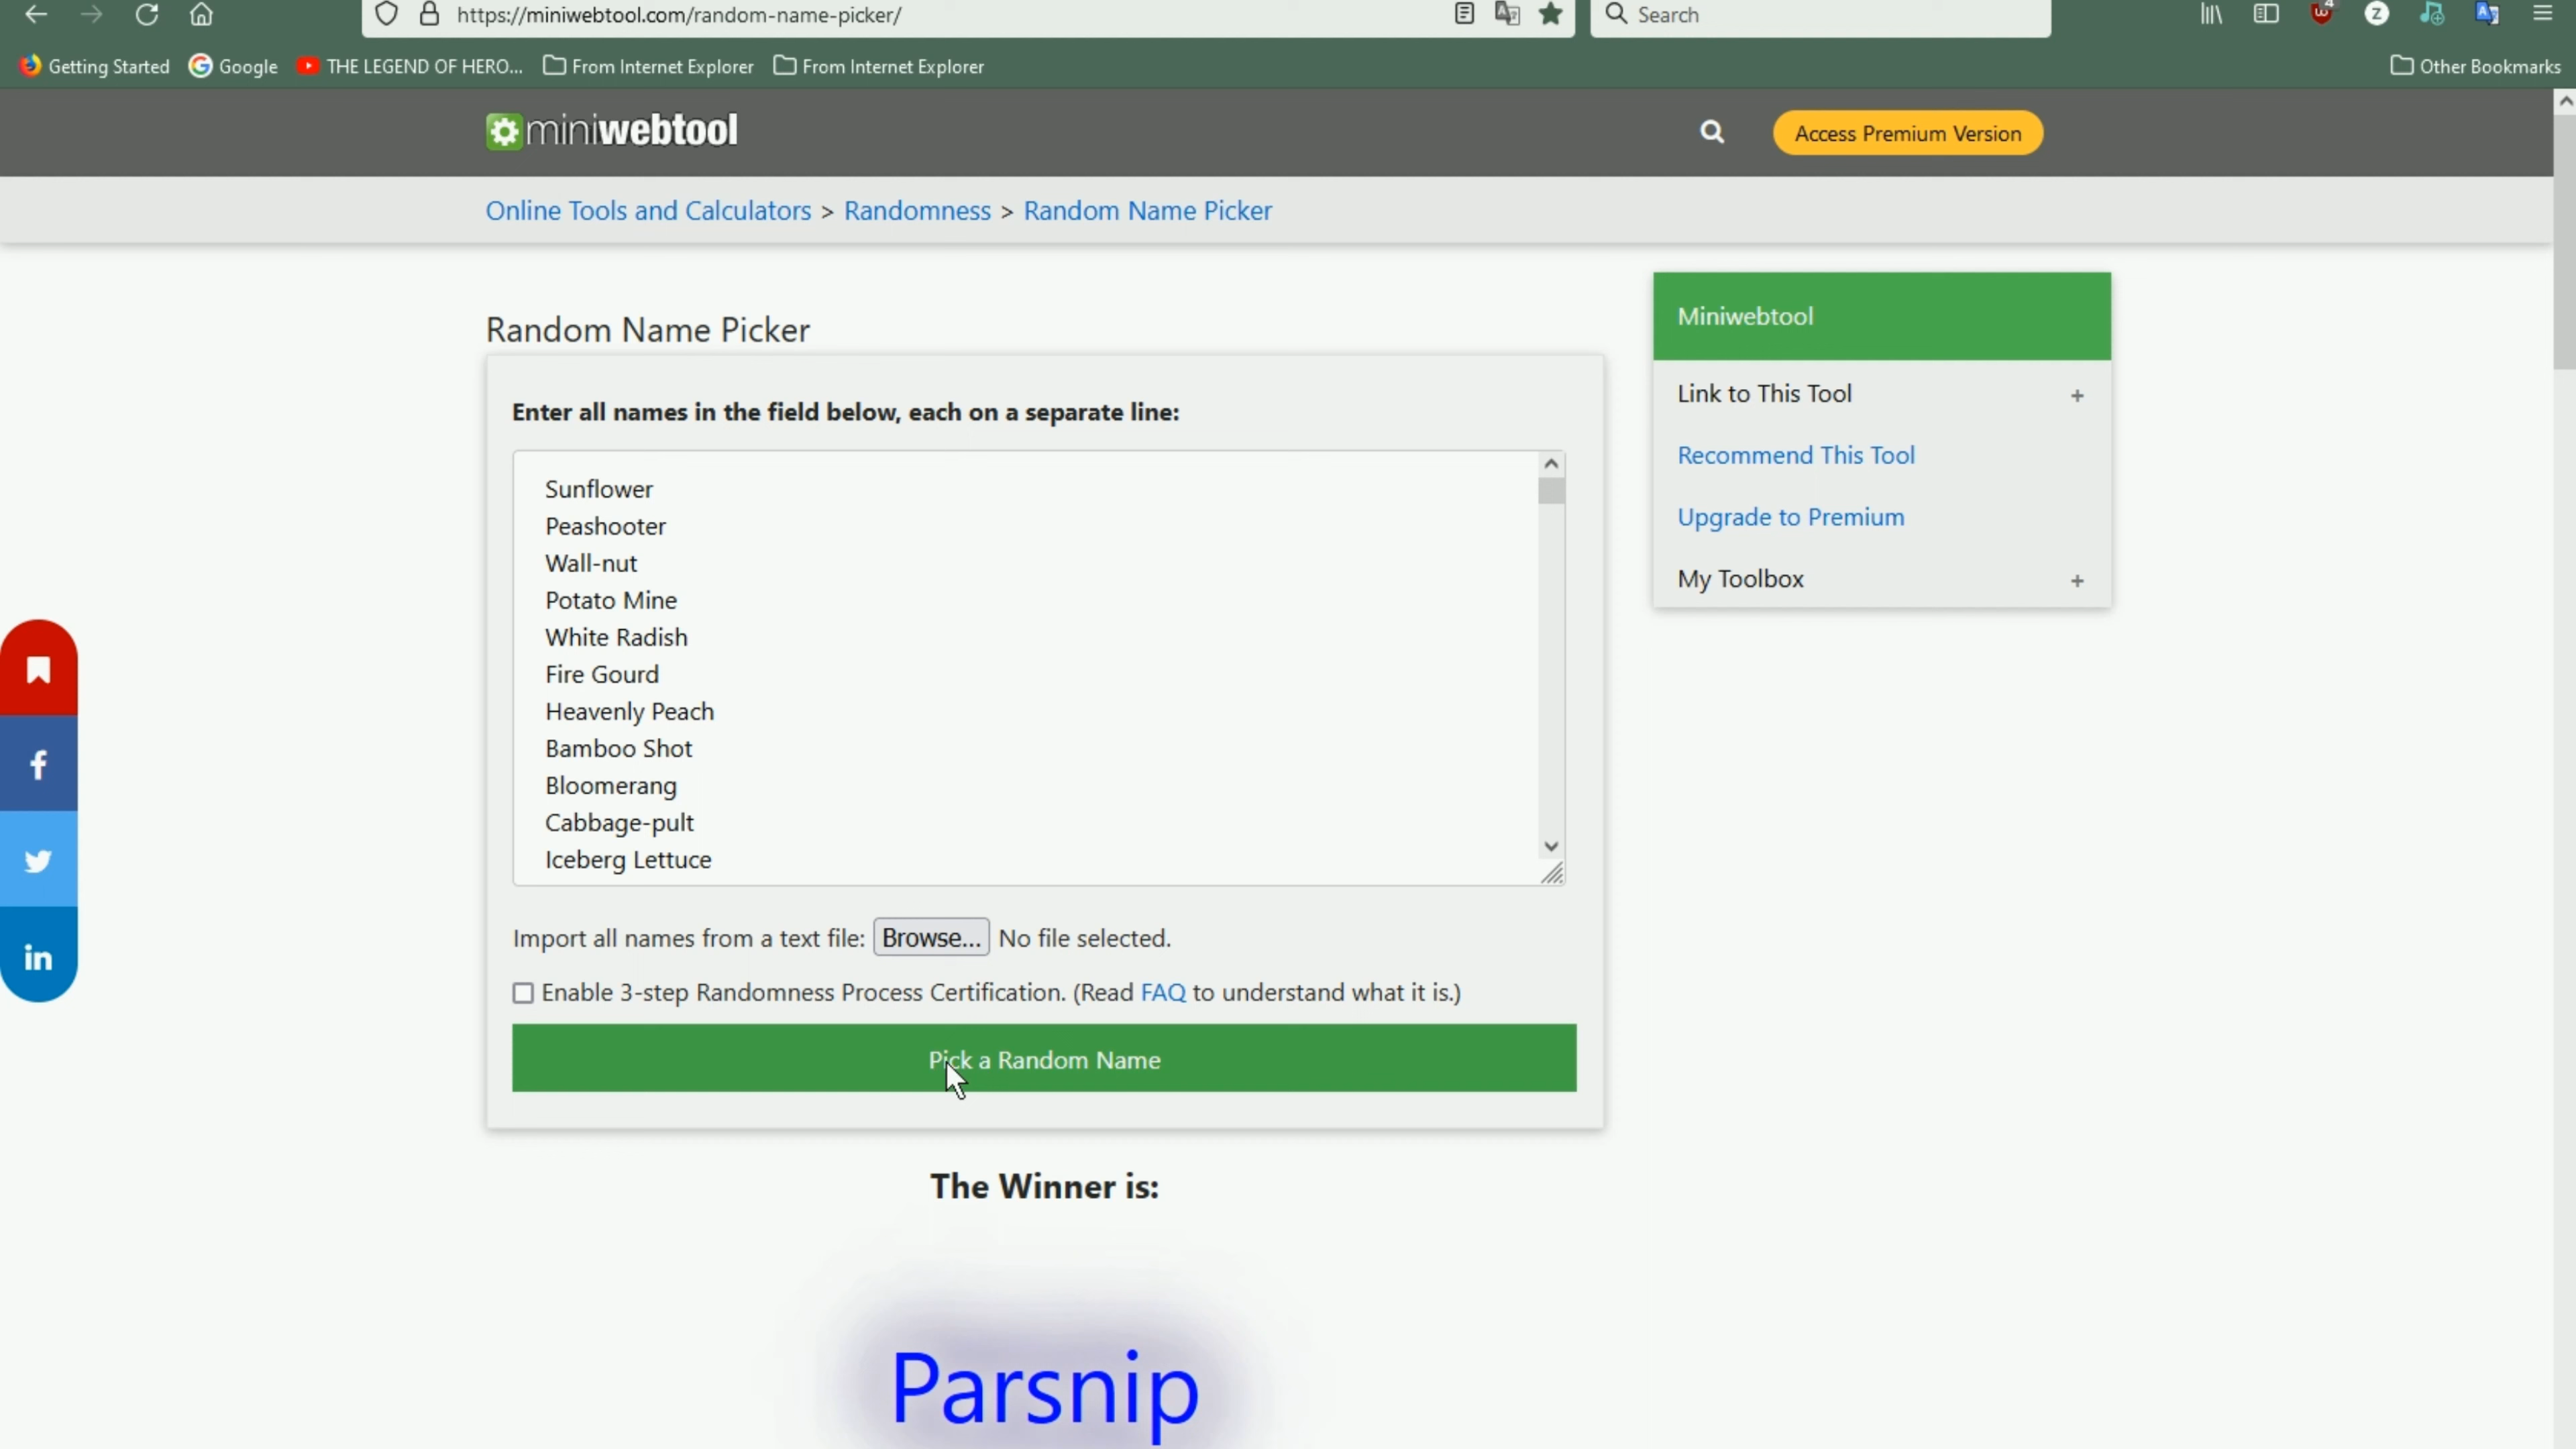 https://miniwebtool.com/random-name-picker/
Search
4
Z
Getting Started
Google
THE LEGEND OF HERO...
From Internet Explorer
From Internet Explorer
Other Bookmarks
miniwebtool
Access Premium Version
Online Tools and Calculators > Randomness > Random Name Picker
Random Name Picker
Enter all names in the field below, each on a separate line:
Sunflower
Peashooter
Wall-nut
Potato Mine
White Radish
Fire Gourd
Heavenly Peach
Bamboo Shot
Bloomerang
Cabbage-pult
Iceberg Lettuce
Import all names from a text file: Browse... No file selected.
Enable 3-step Randomness Process Certification. (Read FAQ to understand what it is.)
Pick a Random Name
The Winner is:
Parsnip
Miniwebtool
Link to This Tool +
Recommend This Tool
Upgrade to Premium
My Toolbox +
f
in